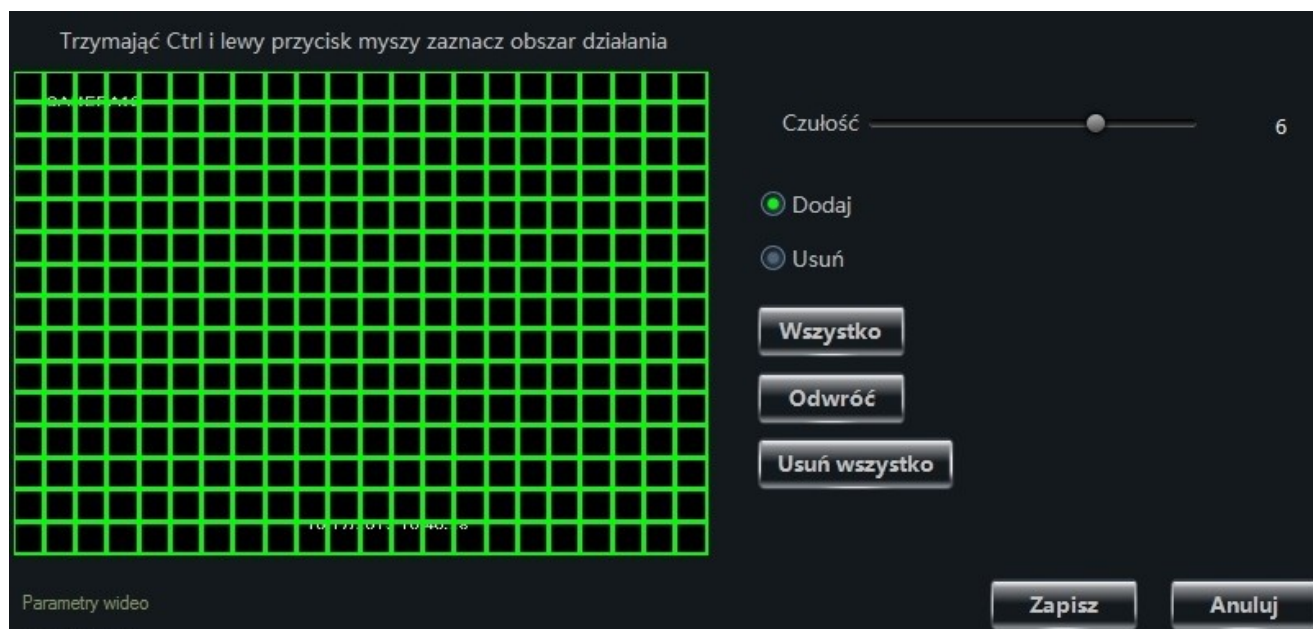 Trzymająć Ctrl i lewy przycisk myszy zaznacz obszar działania
Czułość 6
Dodaj
Usuń
Wszystko
Odwróć
Usuń wszystko
Parametry wideo
Zapisz
Anuluj